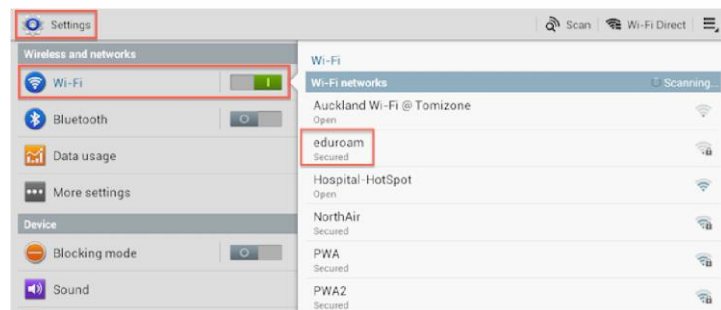 Settings
Scan
Wi-Fi Direct
Wireless and networks
Wi-Fi
Bluetooth
Data usage
More settings
Device
Blocking mode
Sound
Wi-Fi
Wi-Fi networks
Scanning...
Auckland Wi-Fi @ Tomizone
Open
eduroam
Secured
Hospital-HotSpot
Open
NorthAir
Secured
PWA
Secured
PWA2
Secured